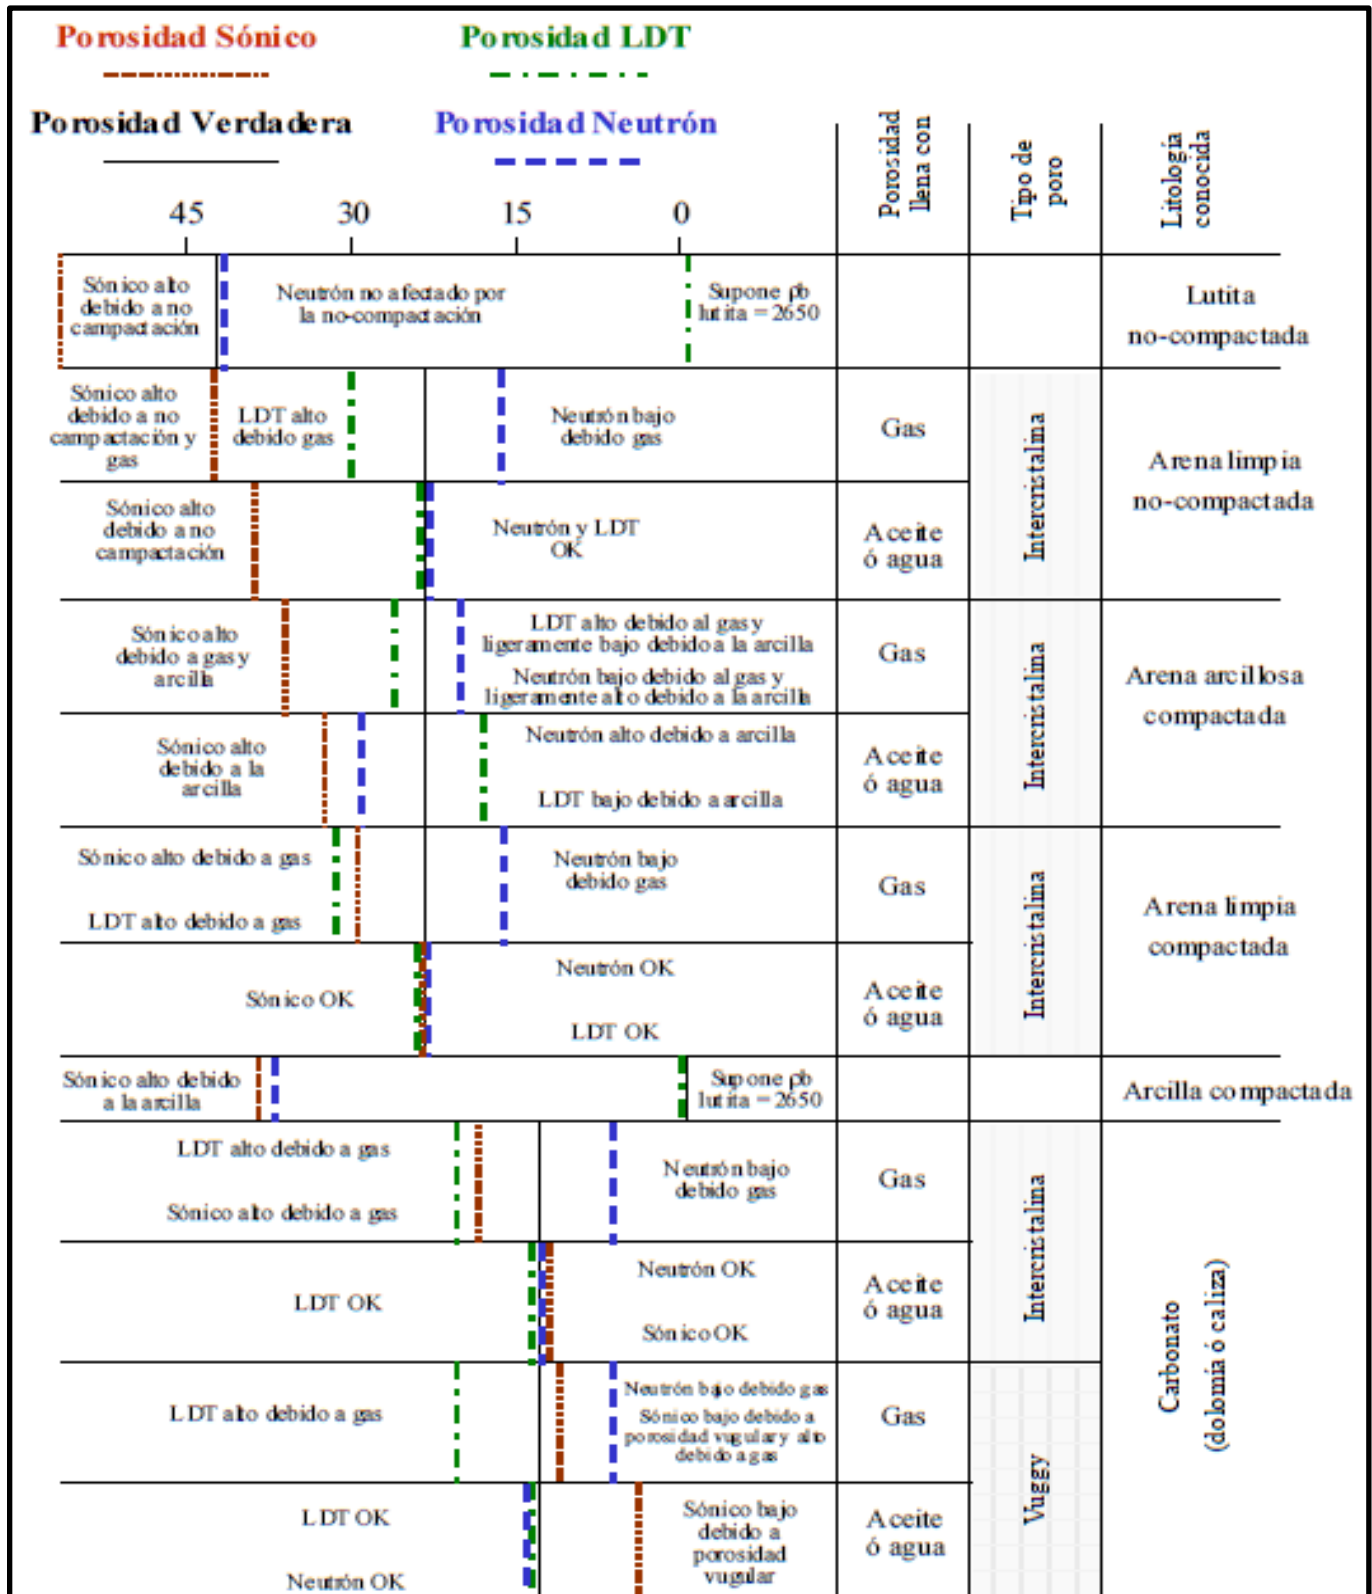 Porosidad Sónico
Porosidad LDT
Porosidad Verdadera
Porosidad Neutrón
45
30
15
0
Porosidad
llena con
Tipo de
poro
Litología
conocida
Sónico alto
debido a no
campactación
Neutrón no afectado por
la no-compactación
Supone ρb
lutita = 2650
Lutita
no-compactada
Sónico alto
debido a no
campactación y
gas
LDT alto
debido gas
Neutrón bajo
debido gas
Gas
Intercristalina
Arena limpia
no-compactada
Sónico alto
debido a no
campactación
Neutrón y LDT
OK
Aceite
ó agua
Sónico alto
debido a gas y
arcilla
LDT alto debido al gas y
ligeramente bajo debido a la arcilla
Neutrón bajo debido al gas y
ligeramente alto debido a la arcilla
Gas
Intercristalina
Arena arcillosa
compactada
Sónico alto
debido a la
arcilla
Neutrón alto debido a arcilla
LDT bajo debido a arcilla
Aceite
ó agua
Sónico alto debido a gas
LDT alto debido a gas
Neutrón bajo
debido gas
Gas
Intercristalina
Arena limpia
compactada
Sónico OK
Neutrón OK
LDT OK
Aceite
ó agua
Sónico alto debido
a la arcilla
Supone ρb
lutita = 2650
Arcilla compactada
LDT alto debido a gas
Sónico alto debido a gas
Neutrón bajo
debido gas
Gas
Intercristalina
Carbonato
(dolomía ó caliza)
LDT OK
Neutrón OK
Sónico OK
Aceite
ó agua
LDT alto debido a gas
Neutrón bajo debido gas
Sónico bajo debido a
porosidad vugular y alto
debido a gas
Gas
Vuggy
LDT OK
Neutrón OK
Sónico bajo
debido a
porosidad
vugular
Aceite
ó agua